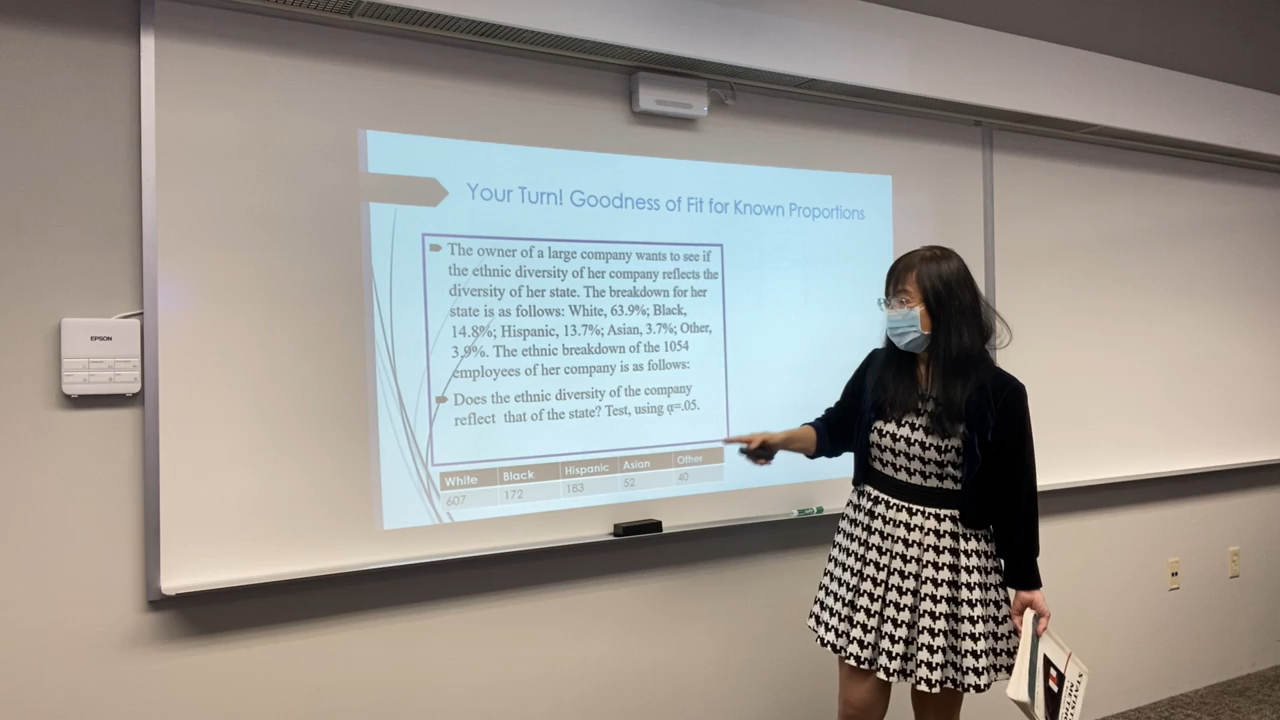 EPSON
Your Turn! Goodness of Fit for Known Proportions
The owner of a large company wants to see if
the ethnic diversity of her company reflects the
diversity of her state. The breakdown for her
state is as follows: White, 63.9%; Black,
14.8%; Hispanic, 13.7%; Asian, 3.7%; Other,
3.9%. The ethnic breakdown of the 1054
employees of her company is as follows:
Does the ethnic diversity of the company
reflect that of the state? Test, using α=.05.
White Black Hispanic Asian Other
607 172 183 52 40